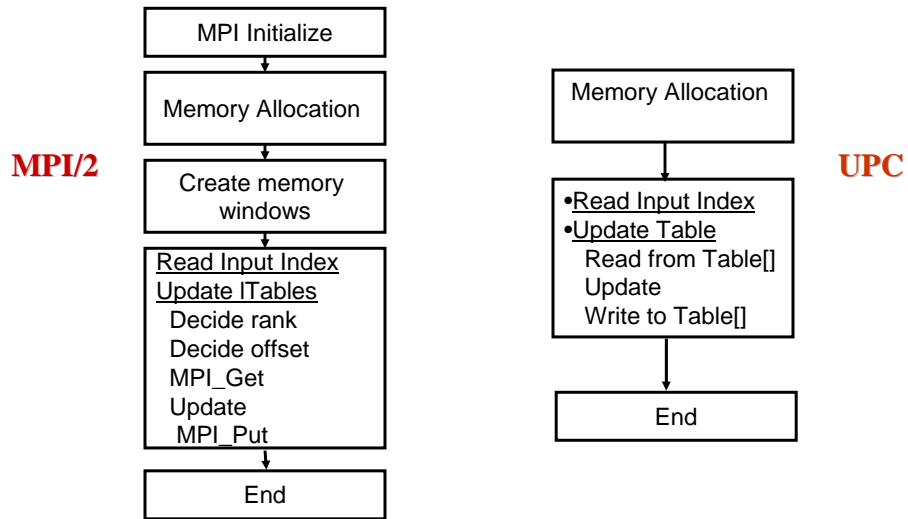 MPI/2
MPI Initialize
Memory Allocation
Create memory
windows
Read Input Index
Update lTables
Decide rank
Decide offset
MPI_Get
Update
MPI_Put
End
UPC
Memory Allocation
•Read Input Index
•Update Table
Read from Table[]
Update
Write to Table[]
End